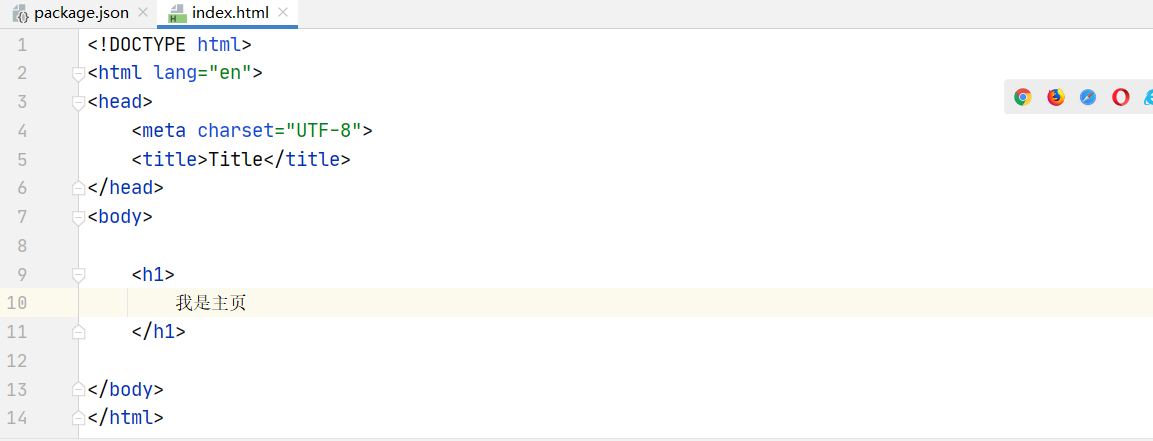 package.json index.html
1 <!DOCTYPE html>
2 <html lang="en">
3 <head>
4     <meta charset="UTF-8">
5     <title>Title</title>
6 </head>
7 <body>
8
9     <h1>
10         我是主页
11     </h1>
12
13 </body>
14 </html>